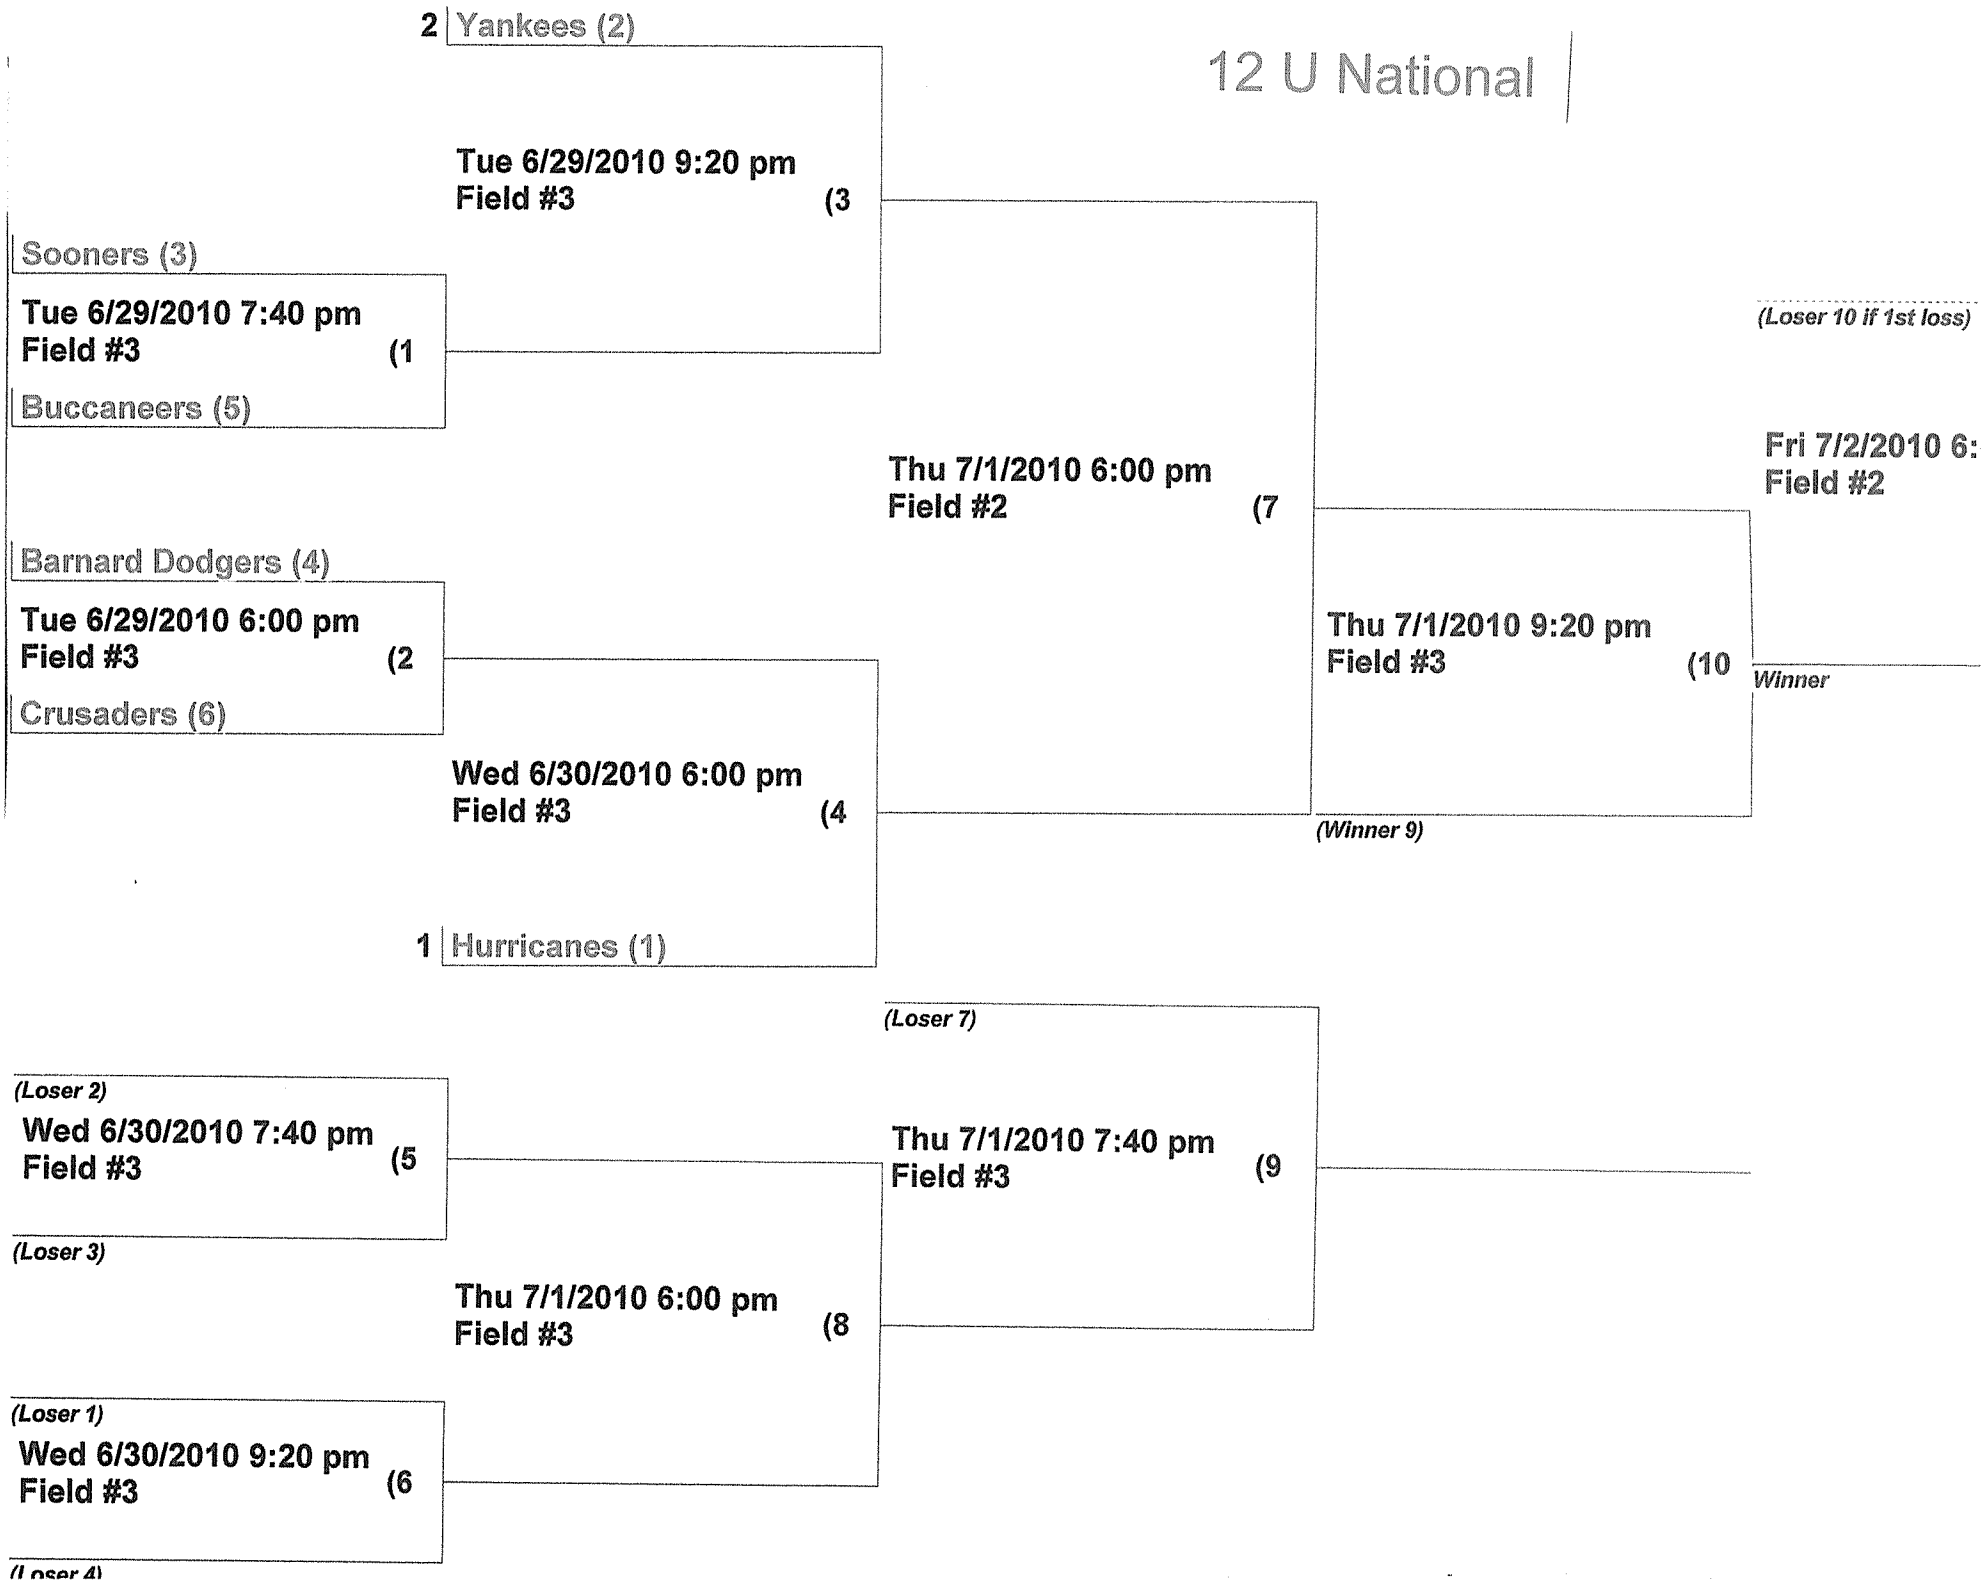 2 Yankees (2)
12 U National
Tue 6/29/2010 9:20 pm
Field #3 (3
Sooners (3)
Tue 6/29/2010 7:40 pm
Field #3 (1
Buccaneers (5)
(Loser 10 if 1st loss)
Fri 7/2/2010 6:
Field #2
Thu 7/1/2010 6:00 pm
Field #2 (7
Barnard Dodgers (4)
Tue 6/29/2010 6:00 pm
Field #3 (2
Crusaders (6)
Thu 7/1/2010 9:20 pm
Field #3 (10
Winner
Wed 6/30/2010 6:00 pm
Field #3 (4
(Winner 9)
1 Hurricanes (1)
(Loser 7)
(Loser 2)
Wed 6/30/2010 7:40 pm
Field #3 (5
(Loser 3)
Thu 7/1/2010 7:40 pm
Field #3 (9
Thu 7/1/2010 6:00 pm
Field #3 (8
(Loser 1)
Wed 6/30/2010 9:20 pm
Field #3 (6
(Loser 4)